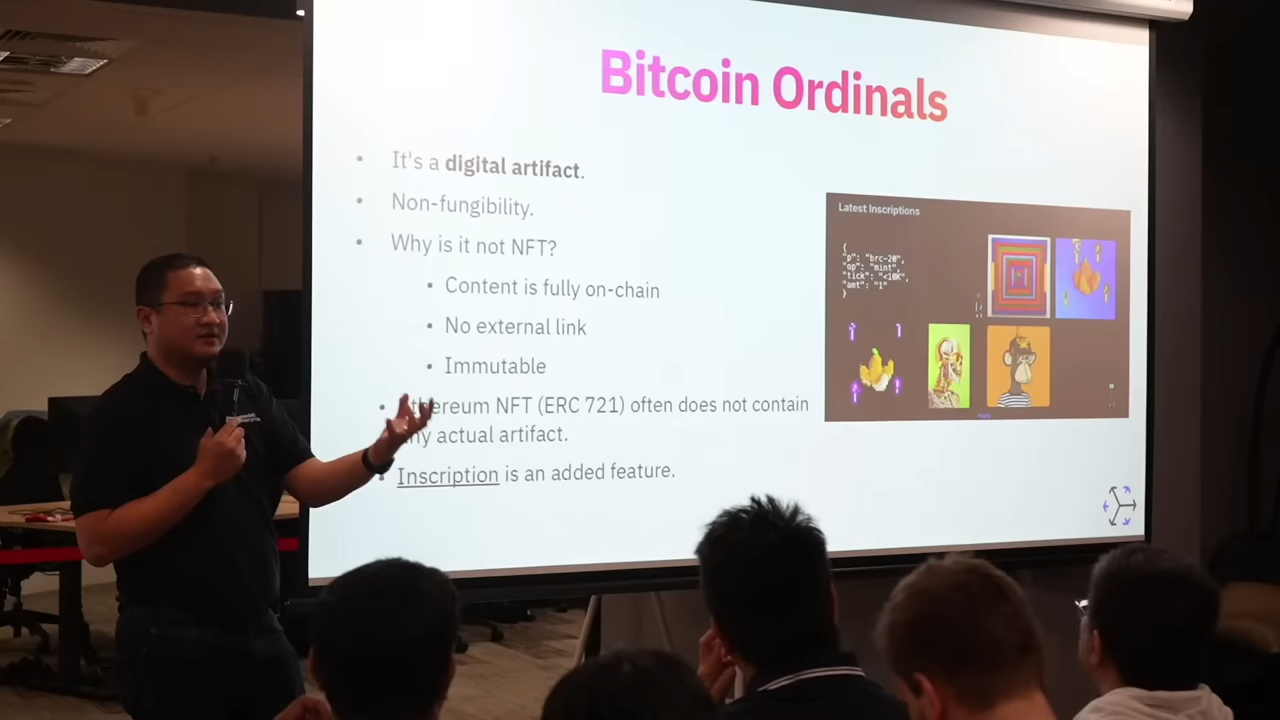 Bitcoin Ordinals
It's a digital artifact.
Non-fungibility.
Why is it not NFT?
Content is fully on-chain
No external link
Immutable
Ethereum NFT (ERC 721) often does not contain
any actual artifact.
Inscription is an added feature.
Latest Inscriptions
{
"p": "brc-20",
"op": "mint",
"tick": "<10K",
"amt": "1"
}